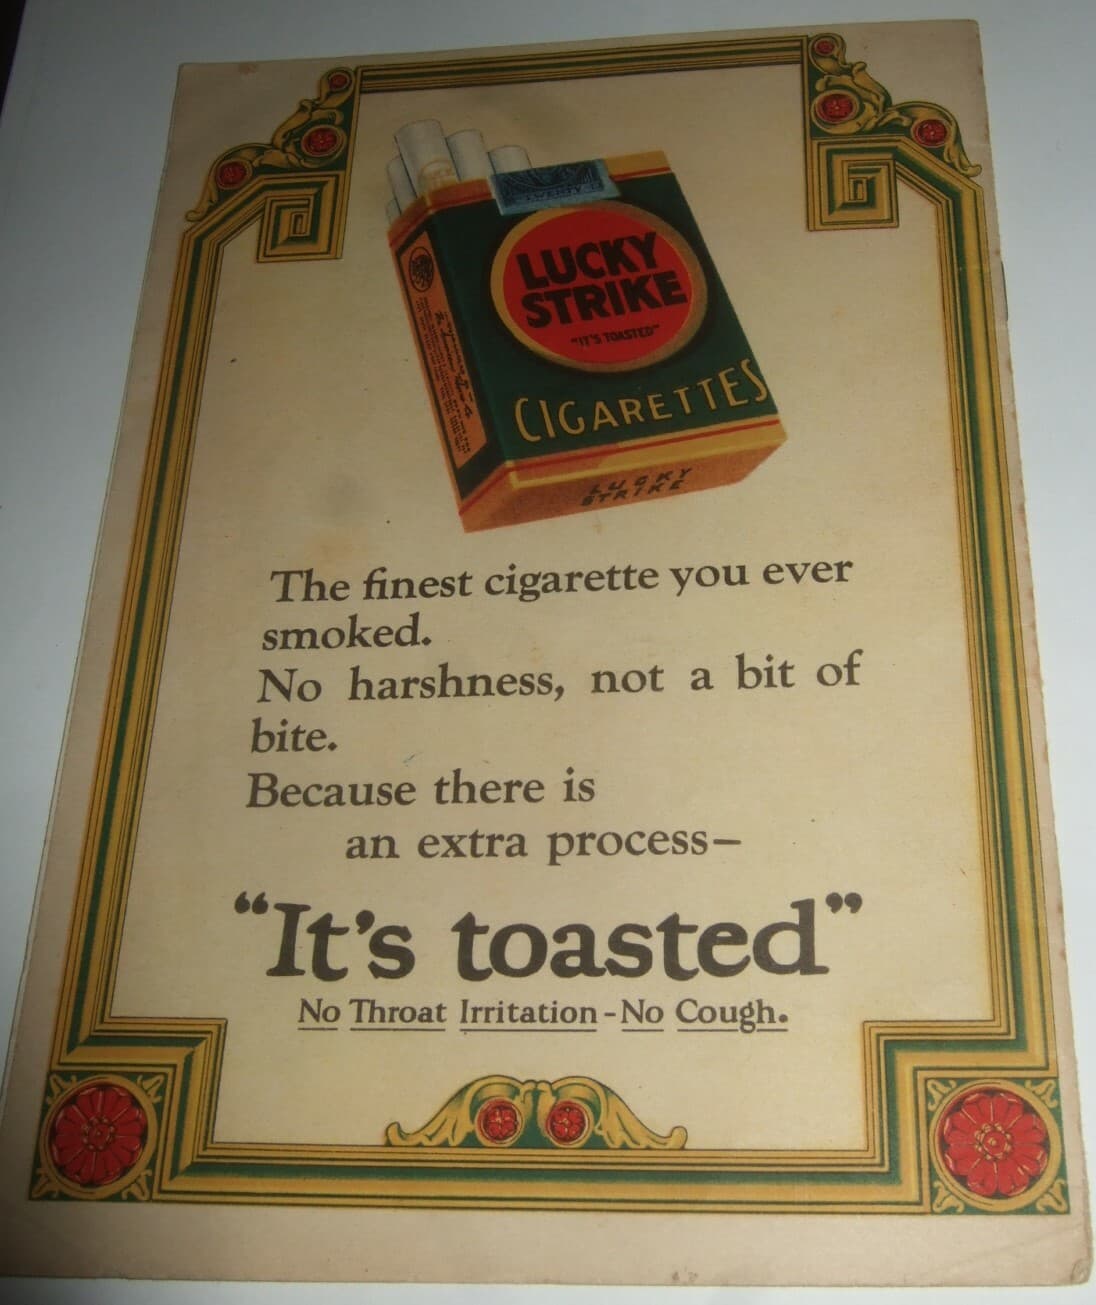 TWENTY
LUCKY
STRIKE
"IT'S TOASTED"
CIGARETTES
LUCKY
STRIKE
The finest cigarette you ever
smoked.
No harshness, not a bit of
bite.
Because there is
an extra process—
"It's toasted"
No Throat Irritation - No Cough.